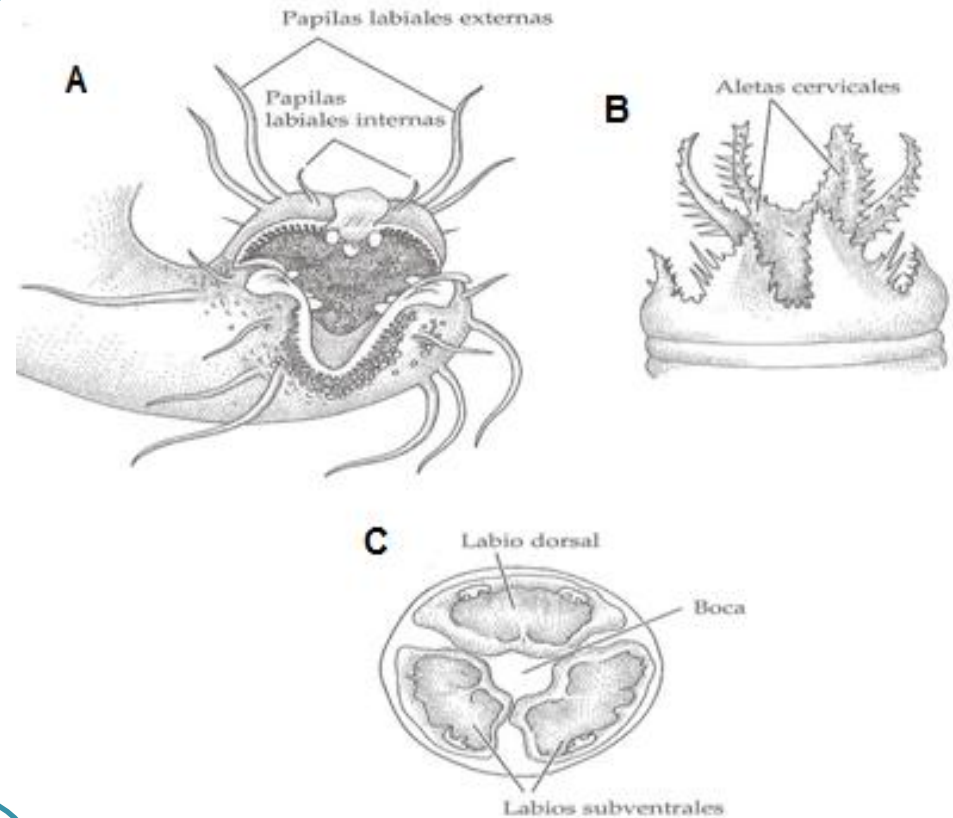 Papilas labiales externas
A
Papilas
labiales internas
B
Aletas cervicales
C
Labio dorsal
Boca
Labios subventrales